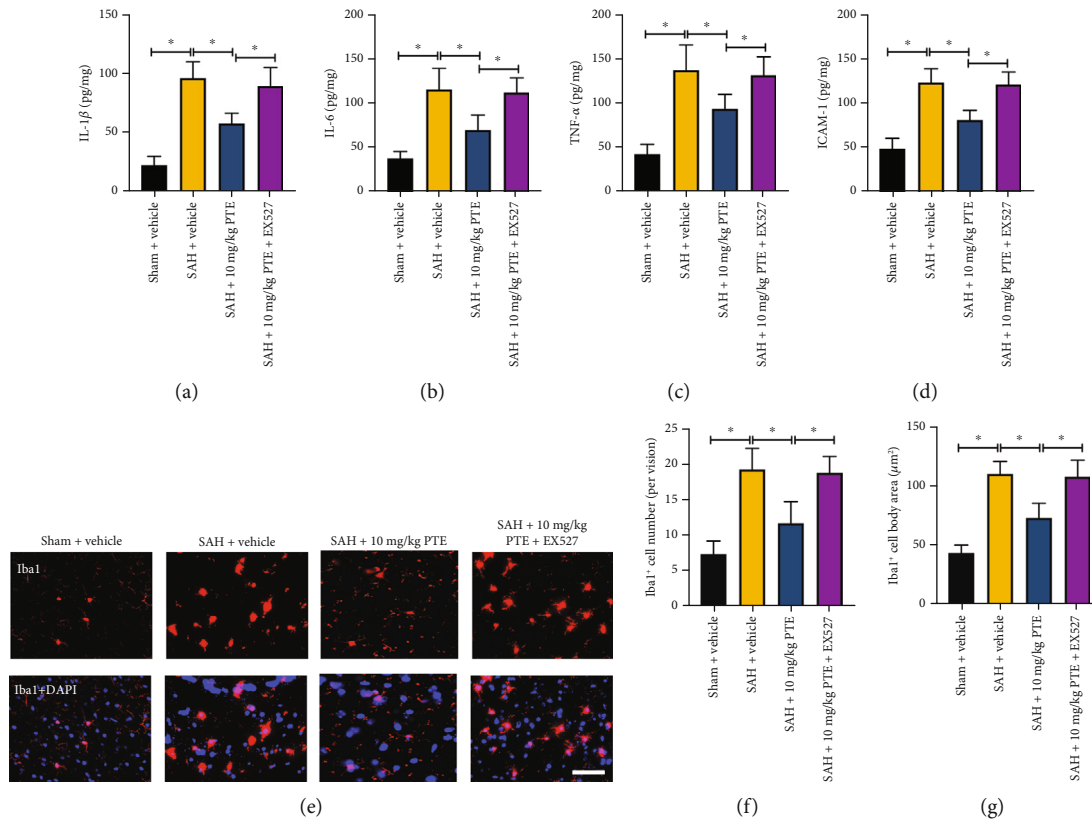 IL-1β (pg/mg)
150
100
50
0
*
*
*
Sham + vehicle
SAH + vehicle
SAH + 10 mg/kg PTE
SAH + 10 mg/kg PTE + EX527
(a)
IL-6 (pg/mg)
200
150
100
50
0
*
*
*
Sham + vehicle
SAH + vehicle
SAH + 10 mg/kg PTE
SAH + 10 mg/kg PTE + EX527
(b)
TNF-α (pg/mg)
200
150
100
50
0
*
*
*
Sham + vehicle
SAH + vehicle
SAH + 10 mg/kg PTE
SAH + 10 mg/kg PTE + EX527
(c)
ICAM-1 (pg/mg)
200
150
100
50
0
*
*
*
Sham + vehicle
SAH + vehicle
SAH + 10 mg/kg PTE
SAH + 10 mg/kg PTE + EX527
(d)
Sham + vehicle
SAH + vehicle
SAH + 10 mg/kg PTE
SAH + 10 mg/kg
PTE + EX527
Iba1
Iba1+DAPI
(e)
Iba1⁺ cell number (per vision)
25
20
15
10
5
0
*
*
*
Sham + vehicle
SAH + vehicle
SAH + 10 mg/kg PTE
SAH + 10 mg/kg PTE + EX527
(f)
Iba1⁺ cell body area (μm²)
150
100
50
0
*
*
*
Sham + vehicle
SAH + vehicle
SAH + 10 mg/kg PTE
SAH + 10 mg/kg PTE + EX527
(g)